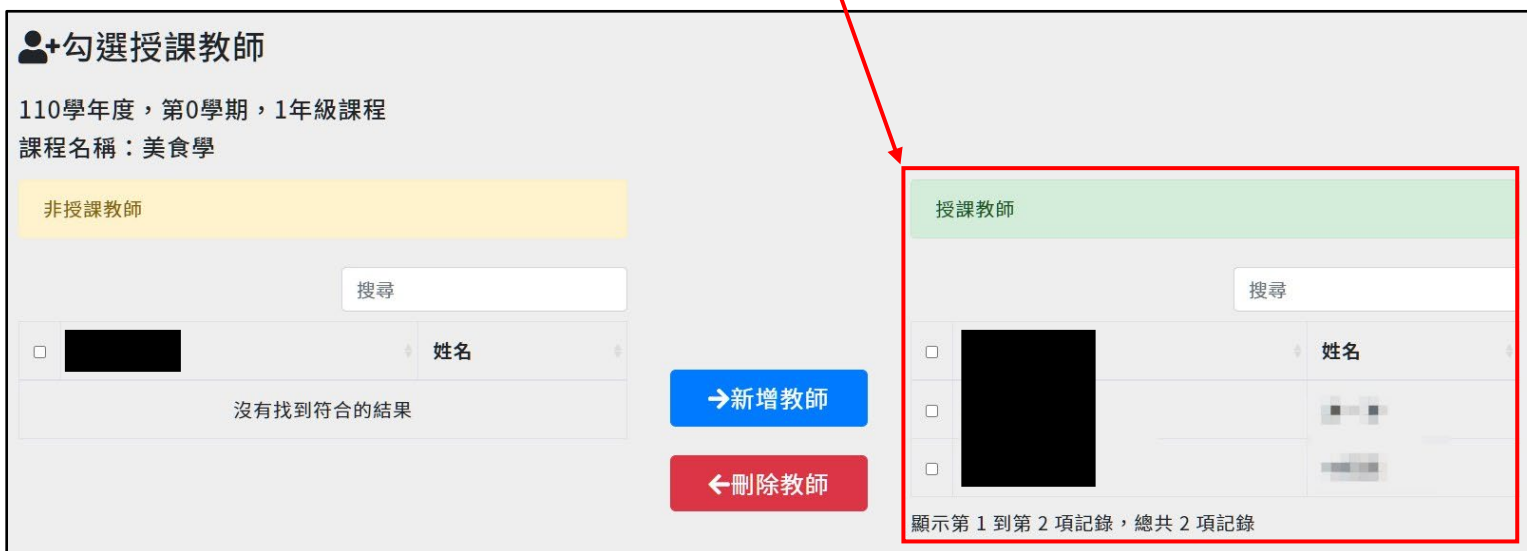 勾選授課教師
110學年度，第0學期，1年級課程
課程名稱：美食學
非授課教師
搜尋
姓名
沒有找到符合的結果
新增教師
刪除教師
授課教師
搜尋
姓名
顯示第 1 到第 2 項記錄，總共 2 項記錄